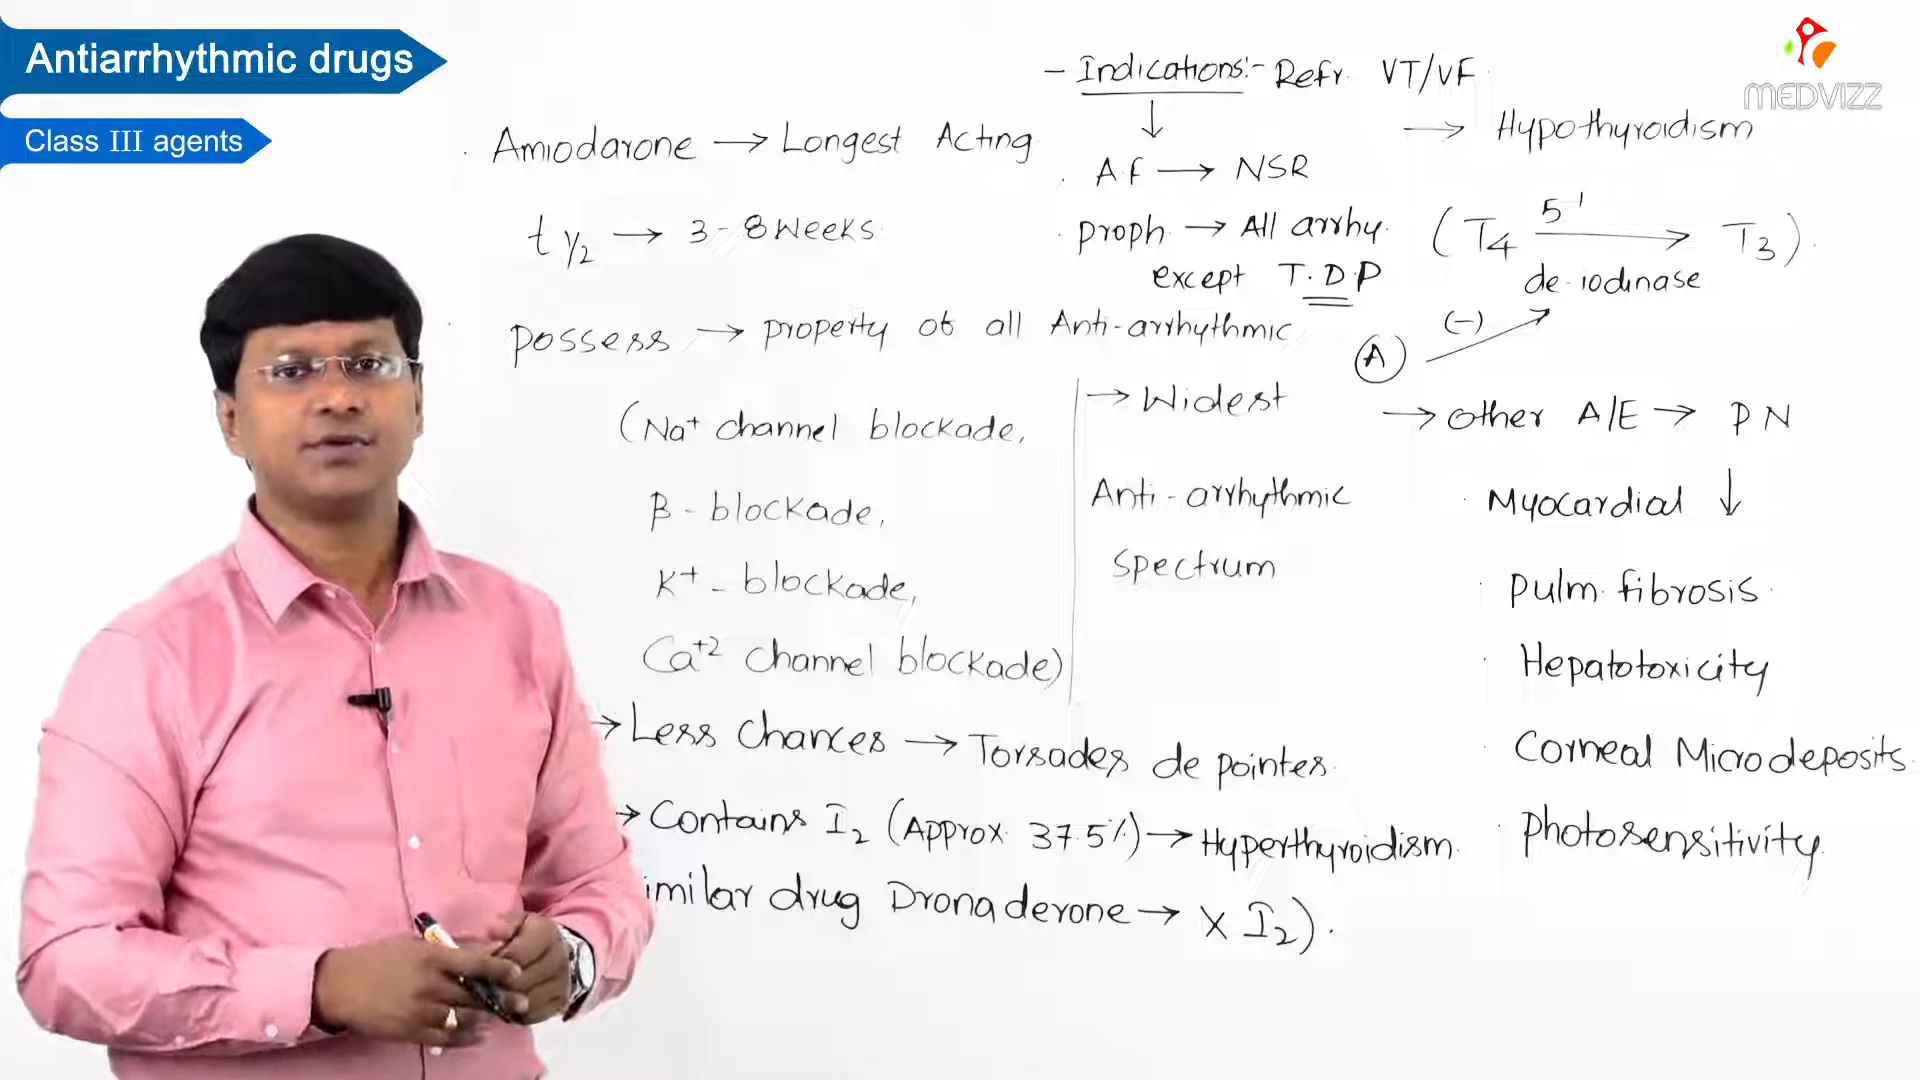 Antiarrhythmic drugs
Class III agents
MEDVIZZ
Amiodarone → Longest Acting
t 1/2 → 3-8 Weeks
Possess → property of all Anti-arrhythmic
(Na+ channel blockade,
β - blockade,
K+ - blockade,
Ca+2 channel blockade)
→ Widest
Anti-arrhythmic
spectrum
→ Less Chances → Torsades de pointes
→ Contains I2 (Approx. 37.5%) → Hyperthyroidism.
imilar drug Dronaderone → X I2).
- Indications:- Refr. VT/VF
↓
A.F → NSR
proph → All arrhy.
except T.D.P
→ Hypothyroidism
(T4 5' → T3).
de-iodinase
A (-)
→ Other A/E → PN
Myocardial ↓
Pulm. fibrosis
Hepatotoxicity
Corneal Microdeposits
Photosensitivity